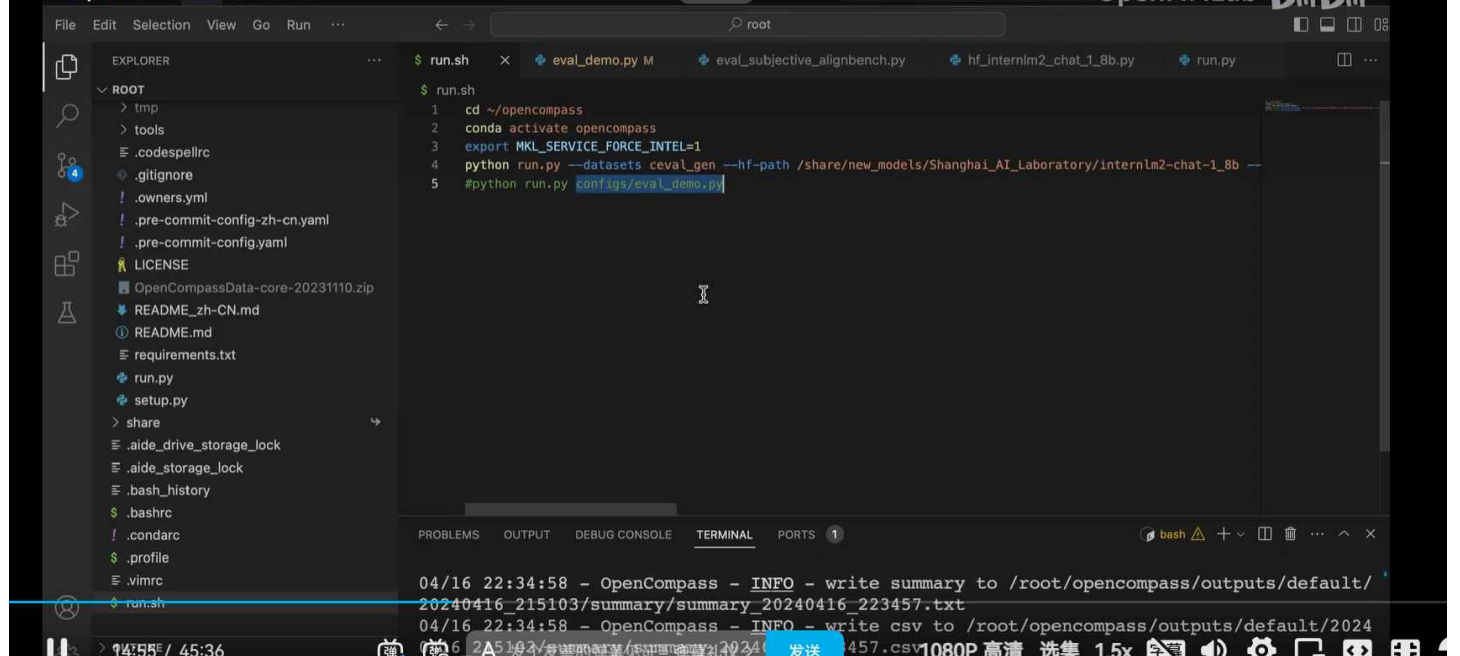 File Edit Selection View Go Run ···
root
EXPLORER ···
$ run.sh × eval_demo.py M eval_subjective_alignbench.py hf_internlm2_chat_1_8b.py run.py ···
ROOT
$ run.sh
> tmp
> tools
.codespellrc
.gitignore
4
! .owners.yml
! .pre-commit-config-zh-cn.yaml
! .pre-commit-config.yaml
LICENSE
OpenCompassData-core-20231110.zip
README_zh-CN.md
README.md
requirements.txt
run.py
setup.py
> share
.aide_drive_storage_lock
.aide_storage_lock
.bash_history
$ .bashrc
! .condarc
$ .profile
.vimrc
$ run.sh
1 cd ~/opencompass
2 conda activate opencompass
3 export MKL_SERVICE_FORCE_INTEL=1
4 python run.py --datasets ceval_gen --hf-path /share/new_models/Shanghai_AI_Laboratory/internlm2-chat-1_8b --
5 #python run.py configs/eval_demo.py
PROBLEMS OUTPUT DEBUG CONSOLE TERMINAL PORTS 1
bash
04/16 22:34:58 - OpenCompass - INFO - write summary to /root/opencompass/outputs/default/
20240416_215103/summary/summary_20240416_223457.txt
04/16 22:34:58 - OpenCompass - INFO - write csv to /root/opencompass/outputs/default/2024
14:55 / 45:36
发送
457.csv
1080P 高清 选集 1.5x